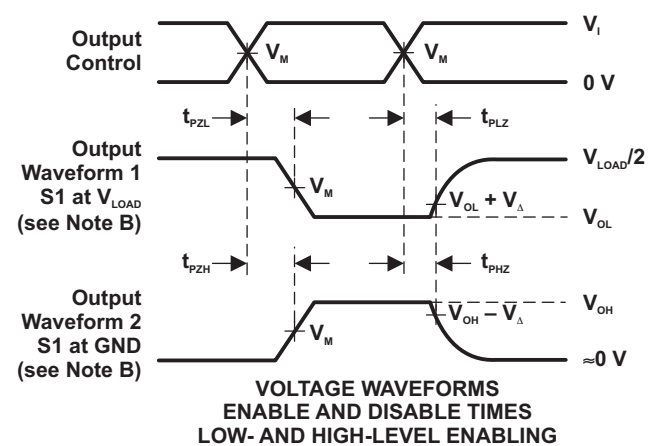 Output
Control
V_M
V_M
V_I
0 V
t_PZL
t_PLZ
Output
Waveform 1
S1 at V_LOAD
(see Note B)
V_M
V_OL + V_Δ
V_LOAD/2
V_OL
t_PZH
t_PHZ
Output
Waveform 2
S1 at GND
(see Note B)
V_M
V_OH – V_Δ
V_OH
≈0 V
VOLTAGE WAVEFORMS
ENABLE AND DISABLE TIMES
LOW- AND HIGH-LEVEL ENABLING